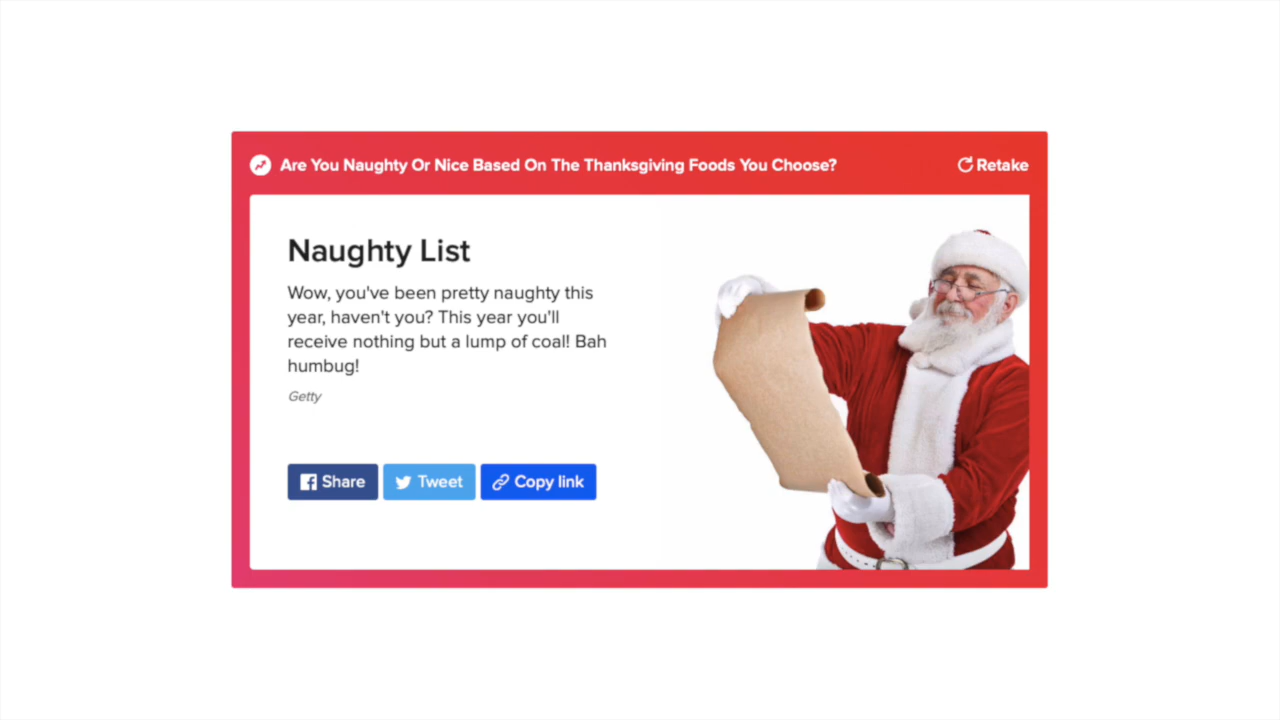 Are You Naughty Or Nice Based On The Thanksgiving Foods You Choose?
Retake
Naughty List
Wow, you've been pretty naughty this
year, haven't you? This year you'll
receive nothing but a lump of coal! Bah
humbug!
Getty
Share
Tweet
Copy link